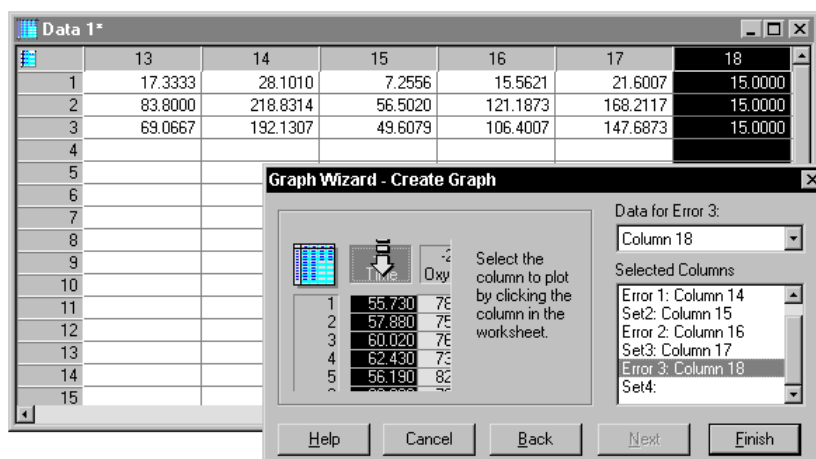 Data 1*
13 14 15 16 17 18
1 17.3333 28.1010 7.2556 15.5621 21.6007 15.0000
2 83.8000 218.8314 56.5020 121.1873 168.2117 15.0000
3 69.0667 192.1307 49.6079 106.4007 147.6873 15.0000
4
5
6
7
8
9
10
11
12
13
14
15
Graph Wizard - Create Graph
Time Oxy
1 55.730 78
2 57.880 75
3 60.020 76
4 62.430 73
5 56.190 82
Select the
column to plot
by clicking the
column in the
worksheet.
Data for Error 3:
Column 18
Selected Columns
Error 1: Column 14
Set2: Column 15
Error 2: Column 16
Set3: Column 17
Error 3: Column 18
Set4:
Help Cancel Back Next Finish